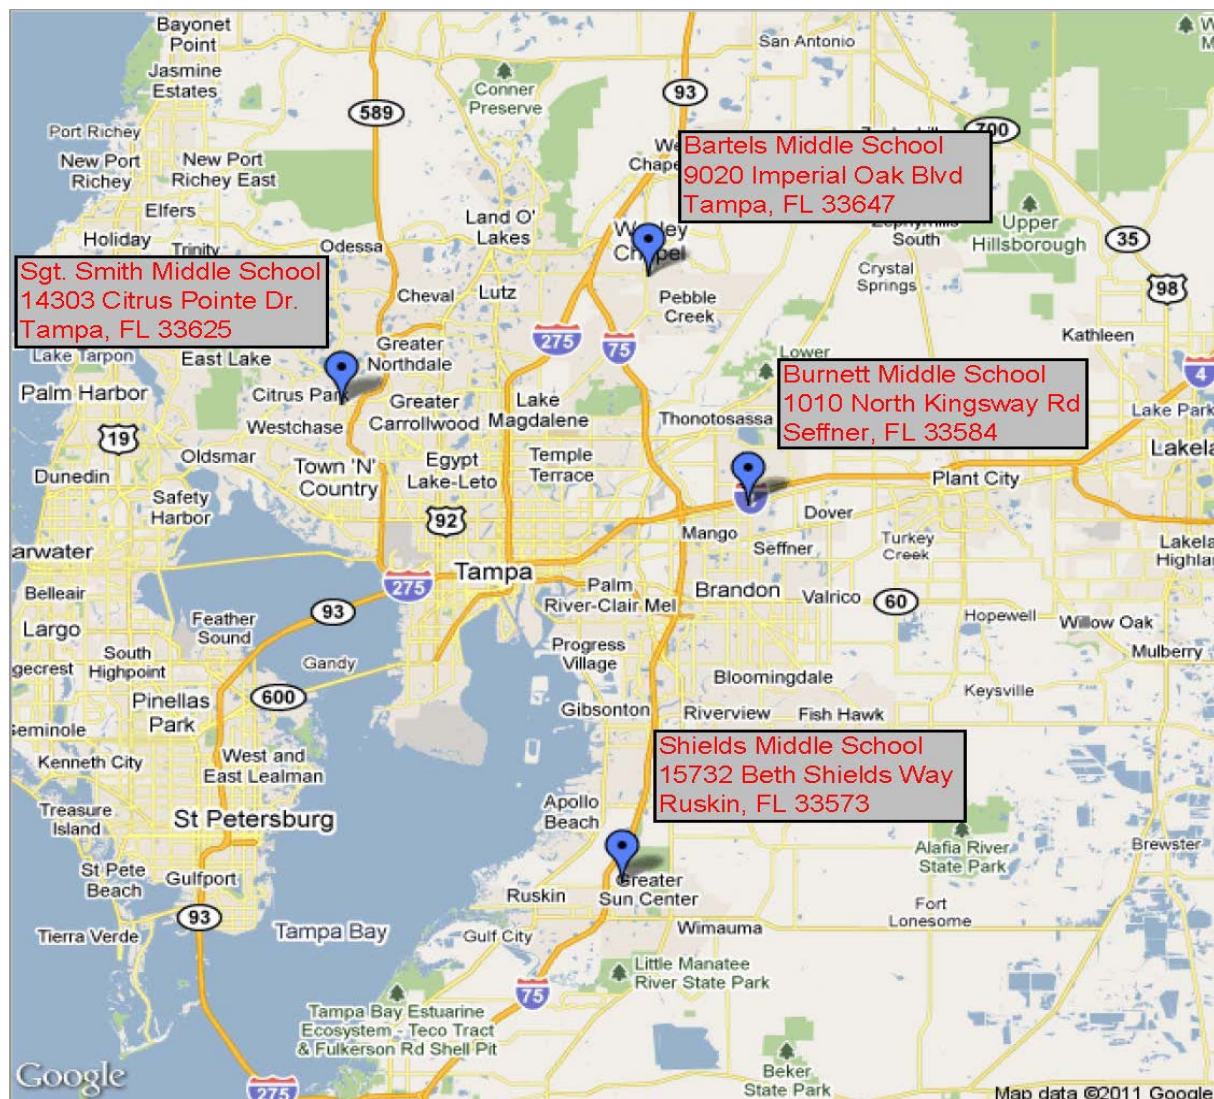 Bayonet
Point
San Antonio
Jasmine
Estates
Conner
Preserve
93
589
Port Richey
700
New Port
Richey
New Port
Richey East
Bartels Middle School
9020 Imperial Oak Blvd
Tampa, FL 33647
Elfers
Land O'
Lakes
Upper
Hillsborough
Holiday
Trinity
Odessa
Wesley
Chapel
South
35
Sgt. Smith Middle School
14303 Citrus Pointe Dr.
Tampa, FL 33625
Cheval
Lutz
Pebble
Creek
Crystal
Springs
98
Lake Tarpon
East Lake
Greater
Northdale
275
75
Kathleen
Lower
4
Palm Harbor
Citrus Park
Greater
Carrollwood
Lake
Magdalene
Thonotosassa
Burnett Middle School
1010 North Kingsway Rd
Seffner, FL 33584
Lake Park
19
Westchase
Oldsmar
Dunedin
Town 'N'
Country
Egypt
Lake-Leto
Temple
Terrace
Plant City
Safety
Harbor
92
Mango
Dover
Seffner
Turkey
Creek
Belleair
275
Tampa
Palm
River-Clair Mel
Brandon
Valrico
60
Feather
Sound
93
Largo
Hopewell
Willow Oak
South
Highpoint
Gandy
Progress
Village
Mulberry
Pinellas
Park
600
Bloomingdale
Keysville
Gibsonton
Riverview
Fish Hawk
Kenneth City
West and
East Lealman
Shields Middle School
15732 Beth Shields Way
Ruskin, FL 33573
Treasure
Island
St Petersburg
Apollo
Beach
Alafia River
State Park
Brewster
St Pete
Beach
Gulfport
Ruskin
Greater
Sun Center
Fort
Lonesome
93
Tierra Verde
Tampa Bay
Gulf City
Wimauma
Little Manatee
River State Park
75
Tampa Bay Estuarine
Ecosystem - Teco Tract
& Fulkerson Rd Shell Pit
Beker
State Park
Google
275
Map data ©2011 Google